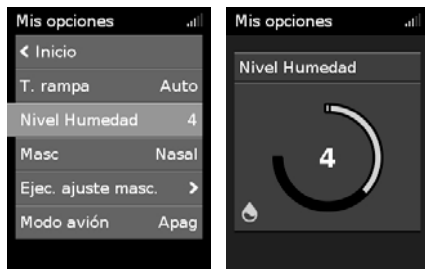 Mis opciones
Inicio
T. rampa Auto
Nivel Humedad 4
Masc Nasal
Ejec. ajuste masc.
Modo avión Apag
Mis opciones
Nivel Humedad
4